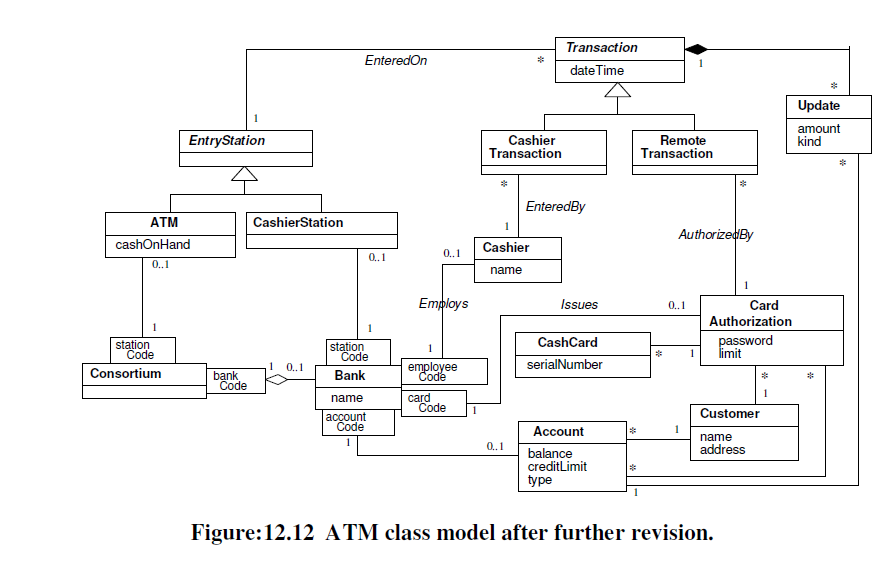 Transaction
dateTime
EnteredOn
*
1
*
Update
amount
kind
*
1
EntryStation
Cashier
Transaction
Remote
Transaction
*
*
EnteredBy
1
AuthorizedBy
ATM
cashOnHand
CashierStation
0..1
0..1
Cashier
name
0..1
Employs
Issues
0..1
1
Card
Authorization
password
limit
1
1
1
station
Code
station
Code
CashCard
serialNumber
*
1
Consortium
bank
Code
1
0..1
Bank
name
employee
Code
card
Code
1
account
Code
1
*
*
1
Customer
name
address
0..1
Account
balance
creditLimit
type
*
1
*
1
Figure:12.12 ATM class model after further revision.